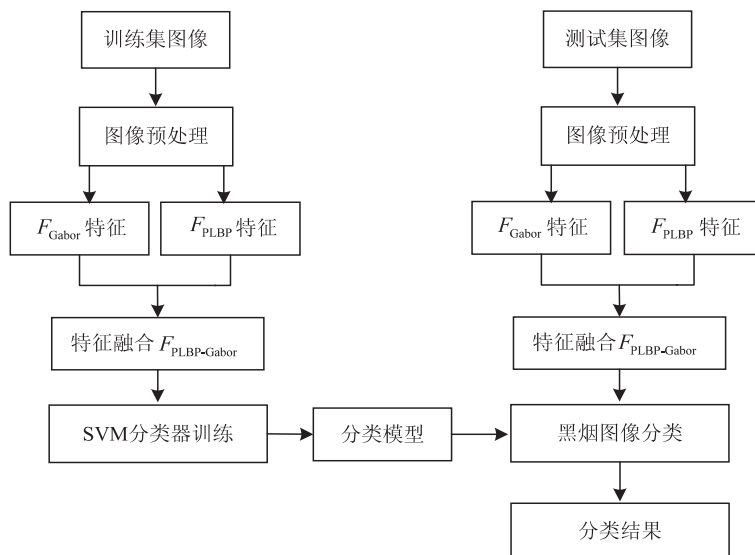 训练集图像
测试集图像
图像预处理
图像预处理
F_Gabor 特征
F_PLBP 特征
F_Gabor 特征
F_PLBP 特征
特征融合 F_PLBP-Gabor
特征融合 F_PLBP-Gabor
SVM分类器训练
分类模型
黑烟图像分类
分类结果